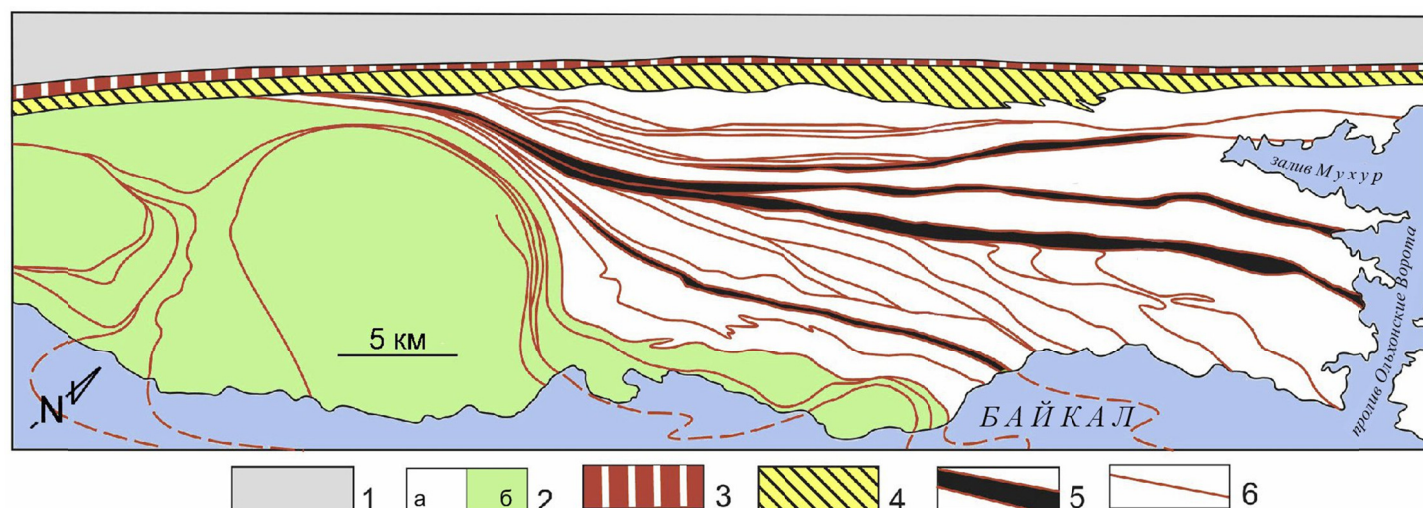 залив Мухур
пролив Ольхонские Ворота
5 км
N
БАЙКАЛ
1 а б 2 3 4 5 6